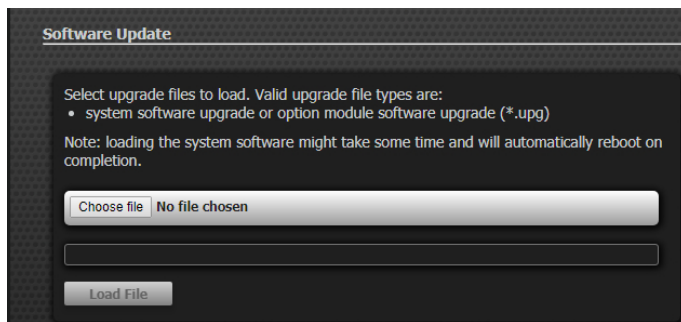 Software Update
Select upgrade files to load. Valid upgrade file types are:
• system software upgrade or option module software upgrade (*.upg)
Note: loading the system software might take some time and will automatically reboot on
completion.
Choose file No file chosen
Load File